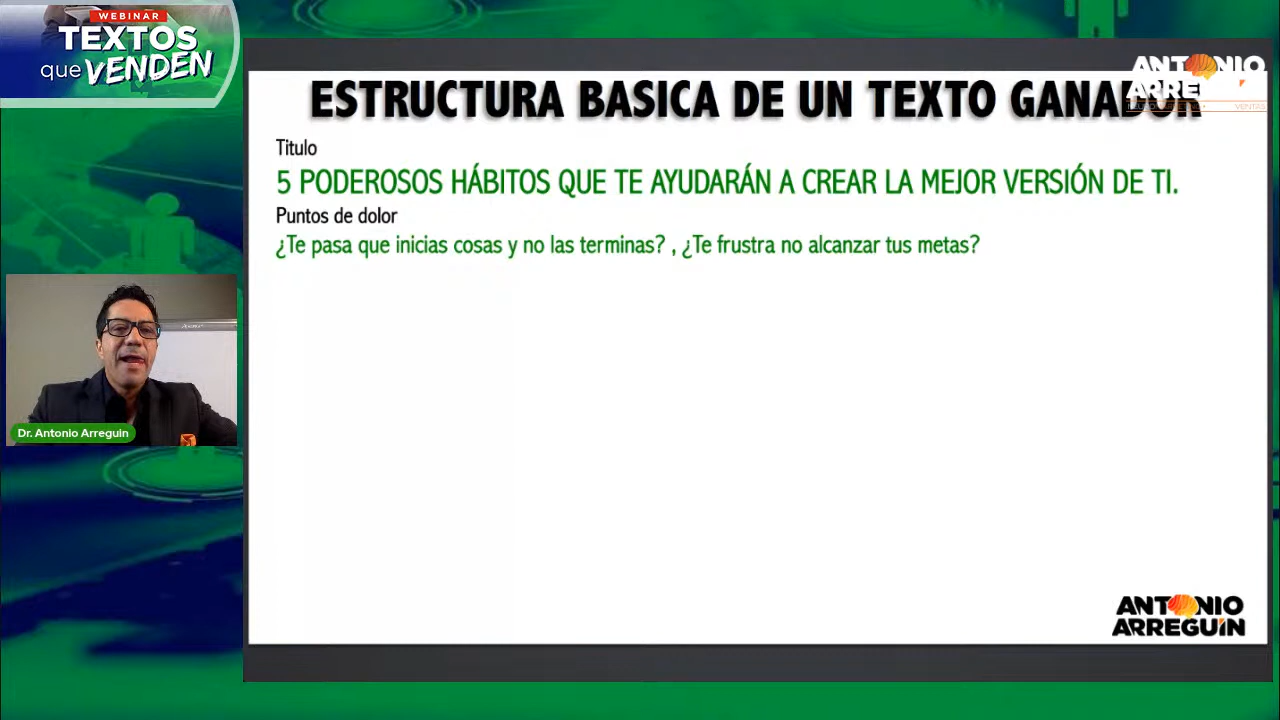 WEBINAR
TEXTOS
que VENDEN
ANTONIO
ESTRUCTURA BASICA DE UN TEXTO GANADOR
VENTAS
Titulo
5 PODEROSOS HÁBITOS QUE TE AYUDARÁN A CREAR LA MEJOR VERSIÓN DE TI.
Puntos de dolor
¿Te pasa que inicias cosas y no las terminas? , ¿Te frustra no alcanzar tus metas?
Dr. Antonio Arreguin
ANTONIO
ARREGUÍN